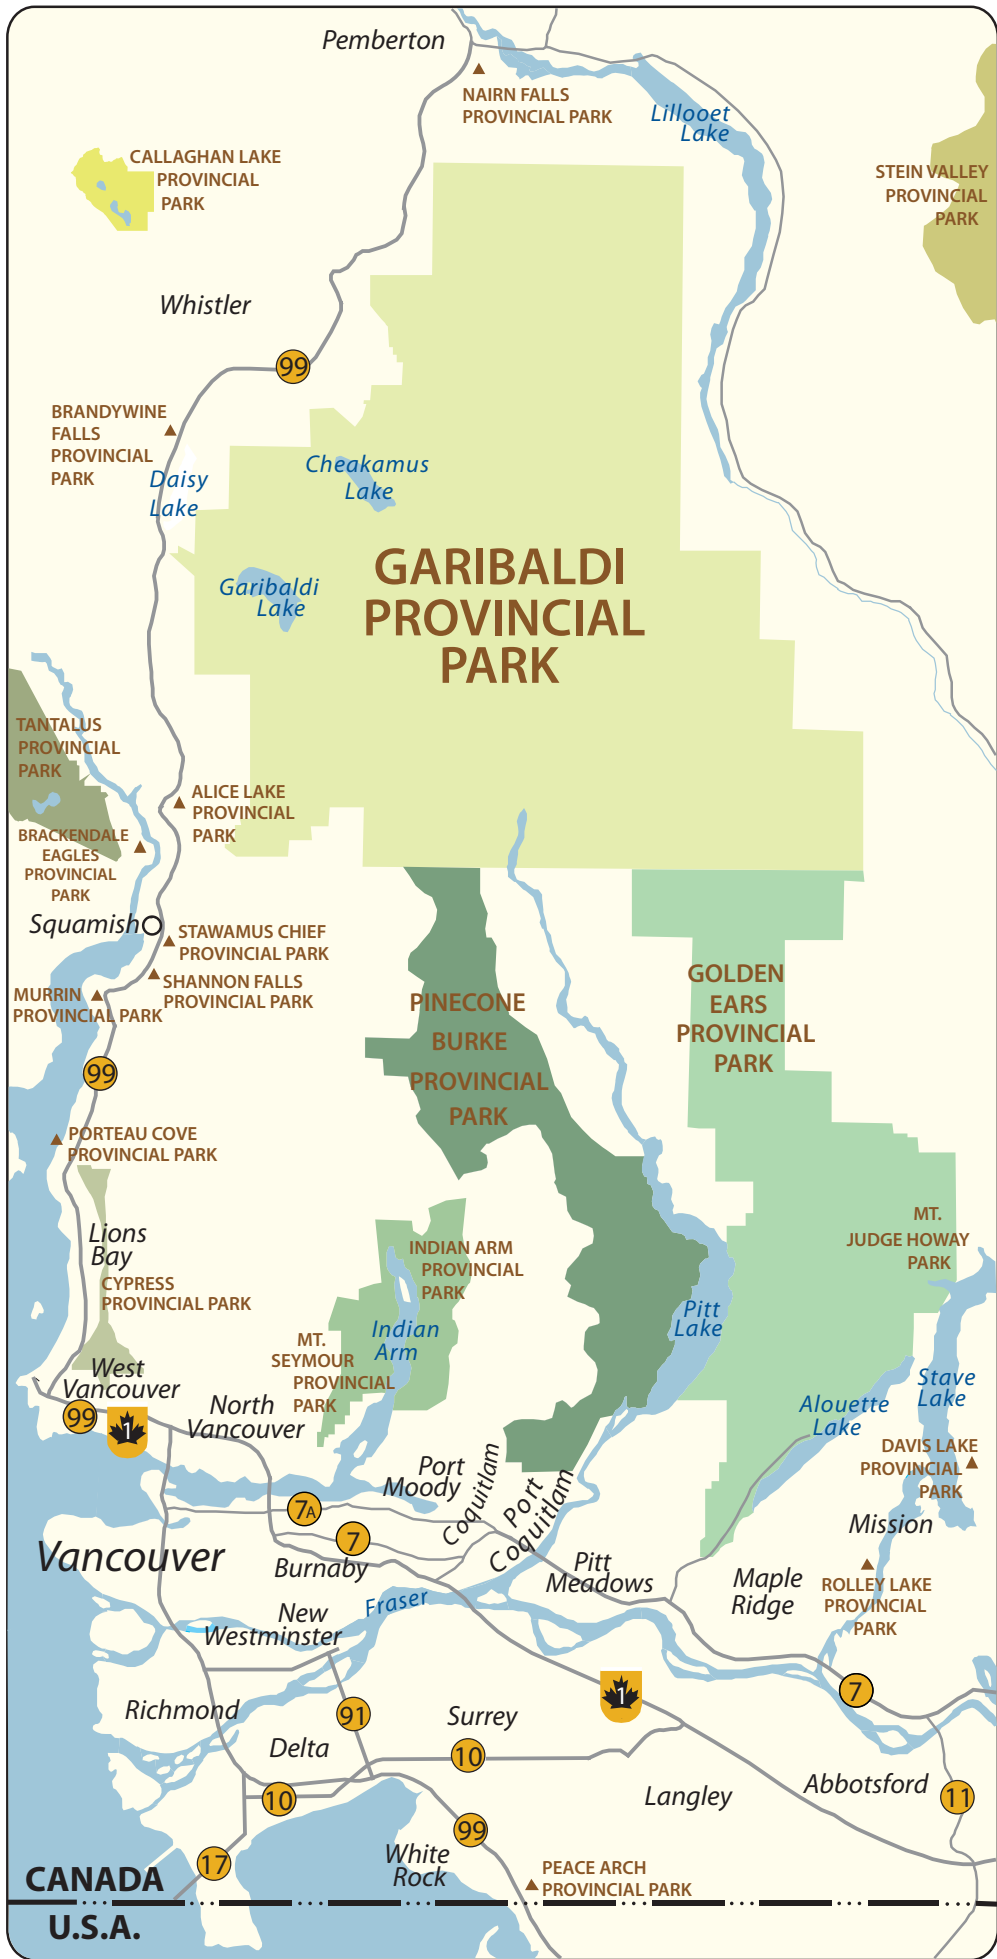 Pemberton
NAIRN FALLS
PROVINCIAL PARK
Lillooet
Lake
CALLAGHAN LAKE
PROVINCIAL
PARK
STEIN VALLEY
PROVINCIAL
PARK
Whistler
99
BRANDYWINE
FALLS
PROVINCIAL
PARK
Daisy
Lake
Cheakamus
Lake
GARIBALDI
PROVINCIAL
PARK
Garibaldi
Lake
TANTALUS
PROVINCIAL
PARK
ALICE LAKE
PROVINCIAL
PARK
BRACKENDALE
EAGLES
PROVINCIAL
PARK
Squamish
STAWAMUS CHIEF
PROVINCIAL PARK
SHANNON FALLS
PROVINCIAL PARK
MURRIN
PROVINCIAL PARK
PINECONE
BURKE
PROVINCIAL
PARK
GOLDEN
EARS
PROVINCIAL
PARK
99
PORTEAU COVE
PROVINCIAL PARK
Lions
Bay
CYPRESS
PROVINCIAL PARK
INDIAN ARM
PROVINCIAL
PARK
MT.
JUDGE HOWAY
PARK
Indian
Arm
Pitt
Lake
MT.
SEYMOUR
PROVINCIAL
PARK
West
Vancouver
99
1
North
Vancouver
Alouette
Lake
Stave
Lake
DAVIS LAKE
PROVINCIAL
PARK
Port
Moody
Coquitlam
Port
Coquitlam
7A
7
Mission
Vancouver
Burnaby
Pitt
Meadows
Maple
Ridge
ROLLEY LAKE
PROVINCIAL
PARK
Fraser
New
Westminster
1
7
Richmond
91
Surrey
Delta
10
10
Langley
Abbotsford
11
99
17
White
Rock
PEACE ARCH
PROVINCIAL PARK
CANADA
U.S.A.